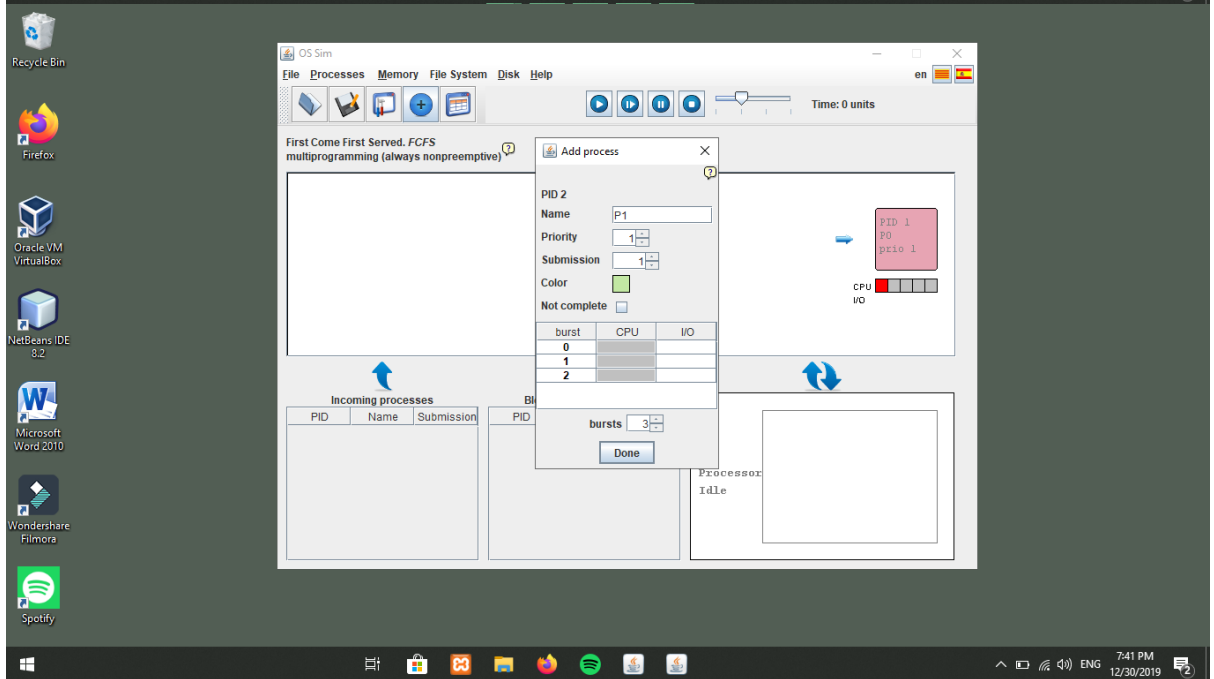 Recycle Bin
Firefox
Oracle VM
VirtualBox
NetBeans IDE
8.2
Microsoft
Word 2010
Wondershare
Filmora
Spotify
OS Sim
File Processes Memory File System Disk Help
en
Time: 0 units
First Come First Served. FCFS
multiprogramming (always nonpreemptive)
?
Add process
?
PID 2
Name P1
Priority 1
Submission 1
Color
Not complete
burst CPU I/O
0
1
2
bursts 3
Done
PID 1
P0
prio 1
CPU
I/O
Incoming processes
PID Name Submission
Bl
PID
Processor
Idle
ENG
7:41 PM
12/30/2019
2